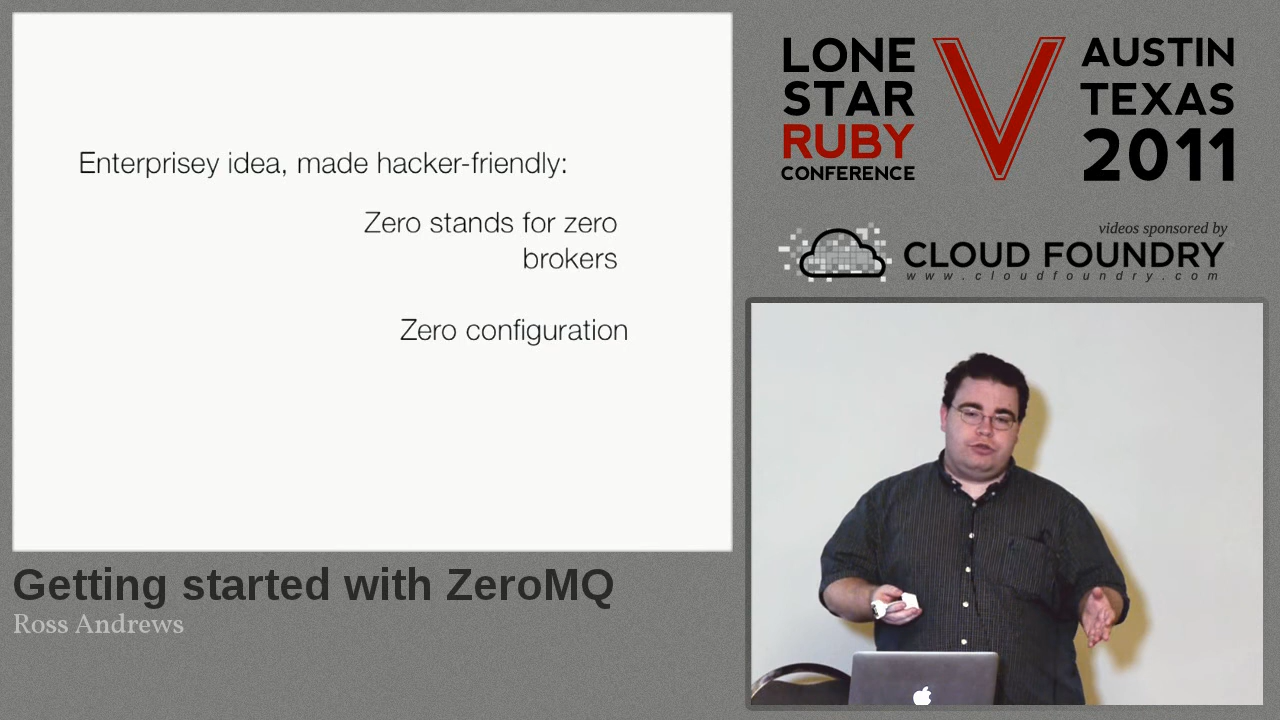 Enterprisey idea, made hacker-friendly:
Zero stands for zero
brokers
Zero configuration
Getting started with ZeroMQ
Ross Andrews
LONE
STAR
RUBY
CONFERENCE
V
AUSTIN
TEXAS
2011
videos sponsored by
CLOUD FOUNDRY
www.cloudfoundry.com